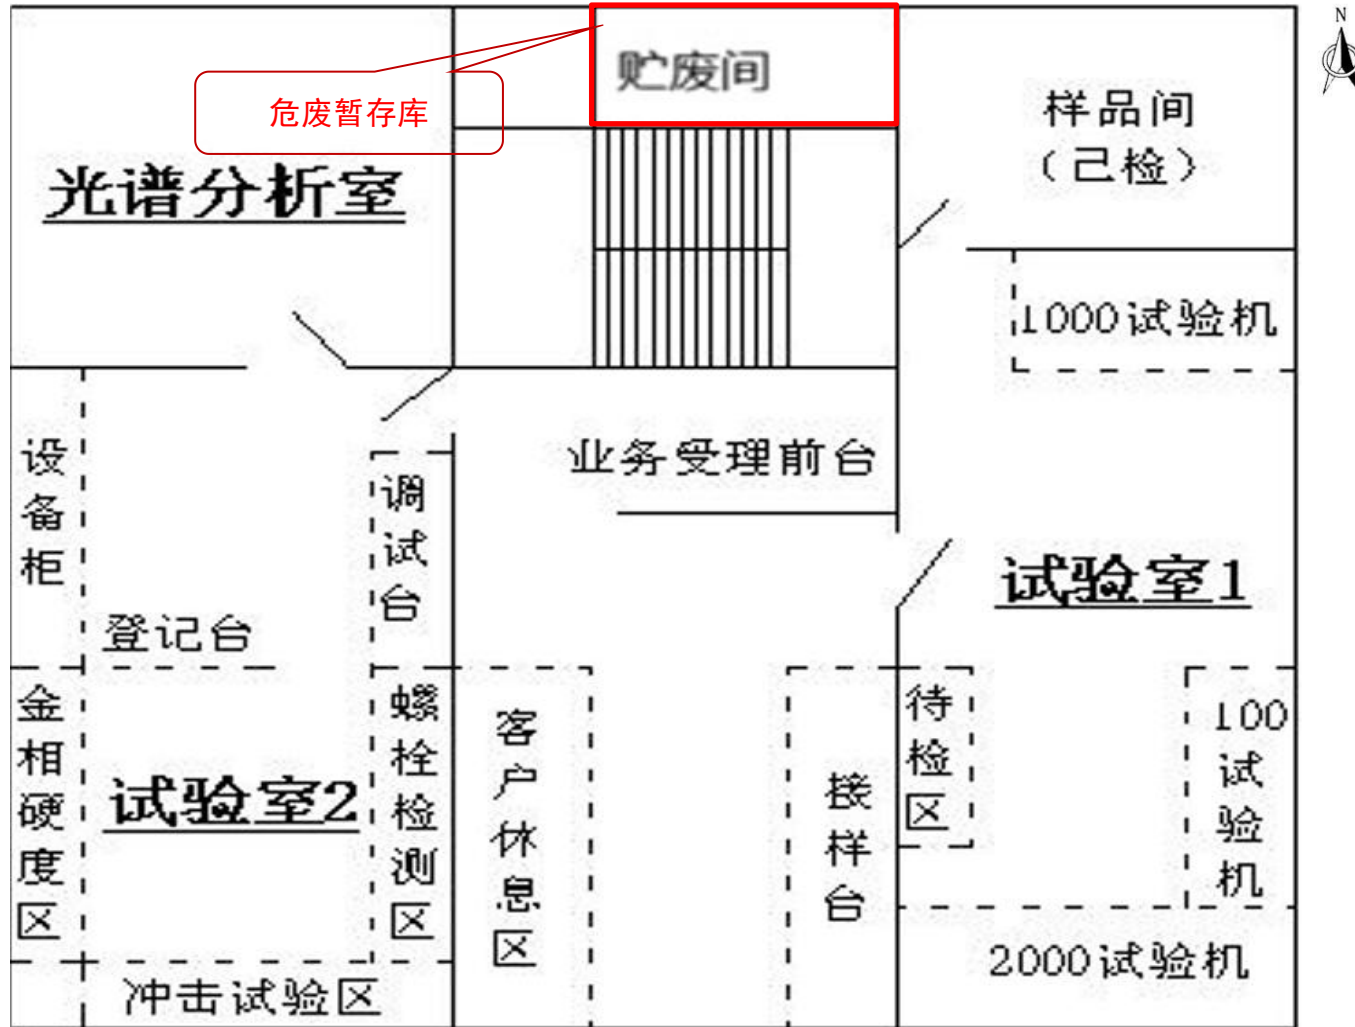 N
贮废间
危废暂存库
样品间
（己检）
光谱分析室
1000试验机
设备柜
调试台
业务受理前台
登记台
试验室1
金相硬度区
试验室2
螺栓检测区
客户休息区
接样台
待检区
100试验机
2000试验机
冲击试验区